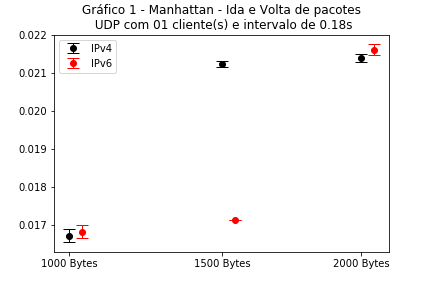 Gráfico 1 - Manhattan - Ida e Volta de pacotes
UDP com 01 cliente(s) e intervalo de 0.18s
0.022
IPv4
IPv6
0.021
0.020
0.019
0.018
0.017
1000 Bytes
1500 Bytes
2000 Bytes